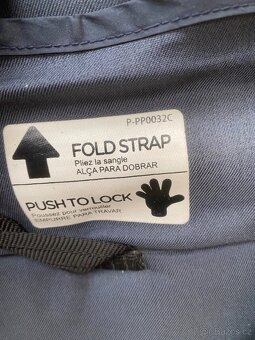 P-PP0032C
FOLD STRAP
Pliez la sangle
ALÇA PARA DOBRAR
PUSH TO LOCK
Poussez pour verrouiller
EMPURRE PARA TRAVAR